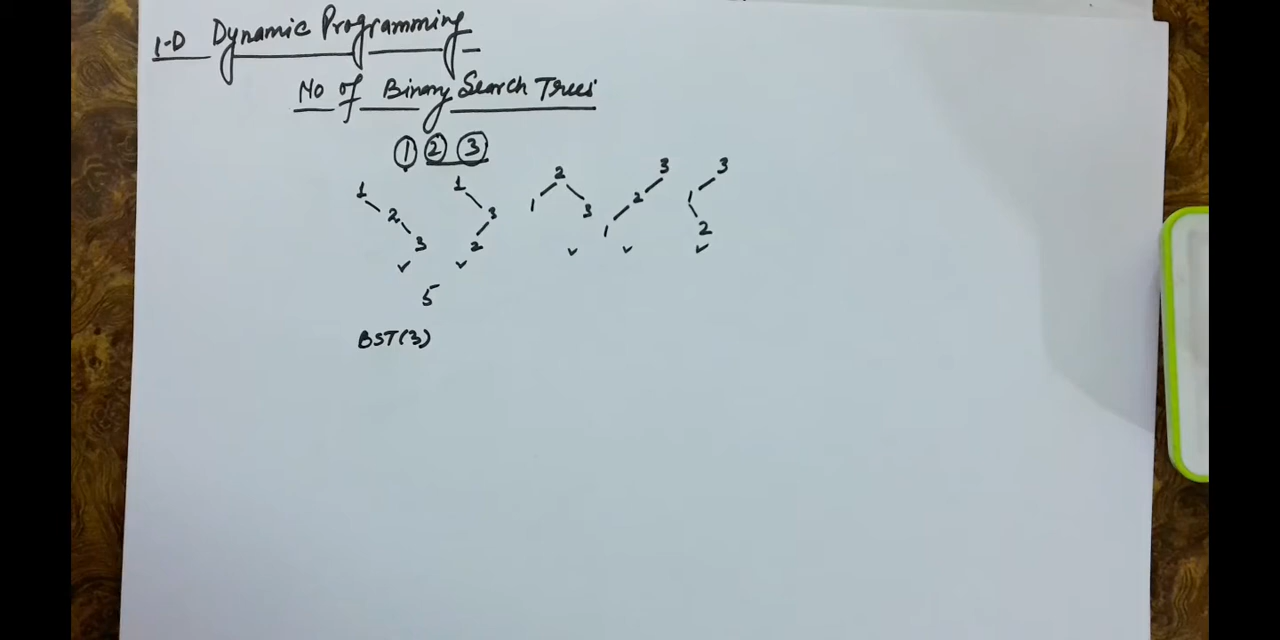 1-D Dynamic Programming
No of Binary Search Trees
1 2 3
1 1 2 3 3
2 3 1 3 2 1
3 2 1 2
5
BST(3)